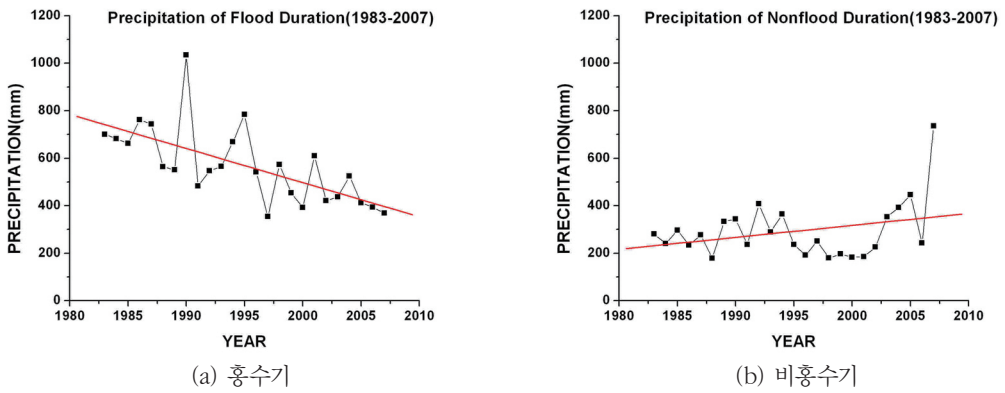 Precipitation of Flood Duration(1983-2007)
1200
1000
800
600
400
200
0
PRECIPITATION(mm)
1980 1985 1990 1995 2000 2005 2010
YEAR
(a) 홍수기
Precipitation of Nonflood Duration(1983-2007)
1200
1000
800
600
400
200
0
PRECIPITATION(mm)
1980 1985 1990 1995 2000 2005 2010
YEAR
(b) 비홍수기